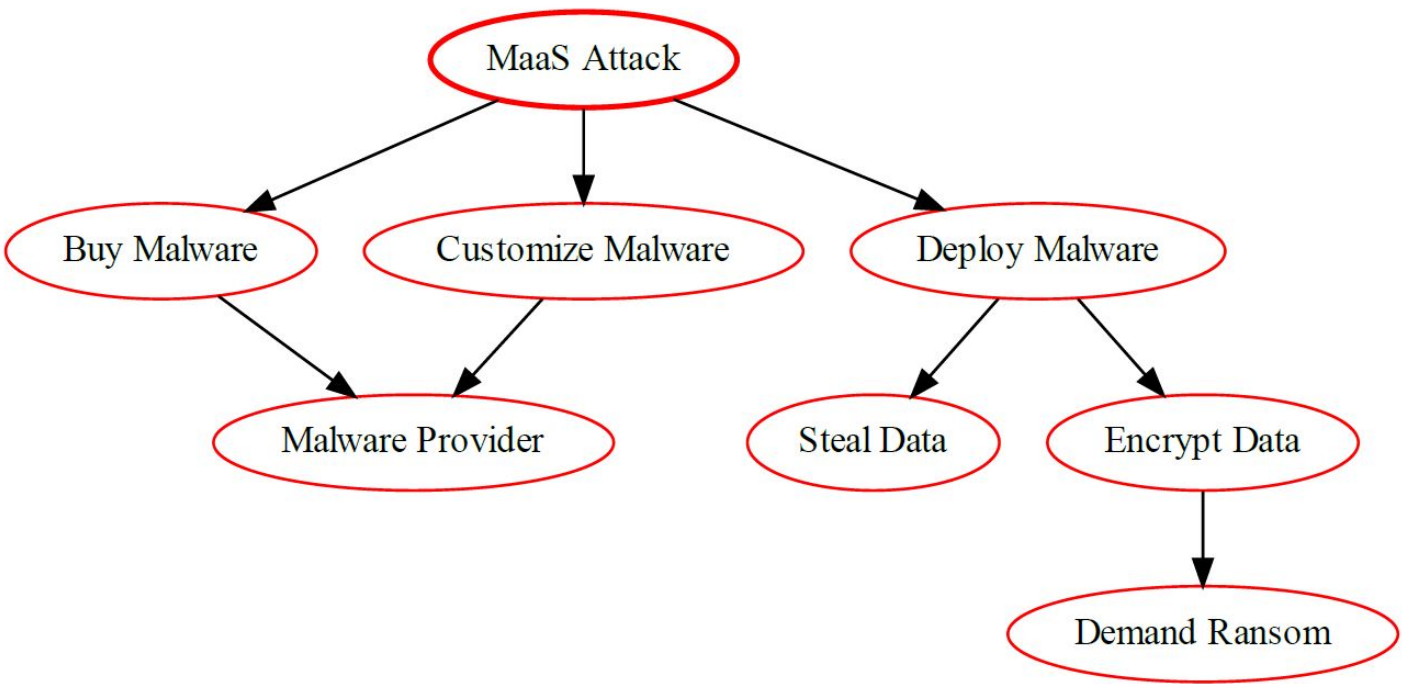 MaaS Attack
Buy Malware
Customize Malware
Deploy Malware
Malware Provider
Steal Data
Encrypt Data
Demand Ransom